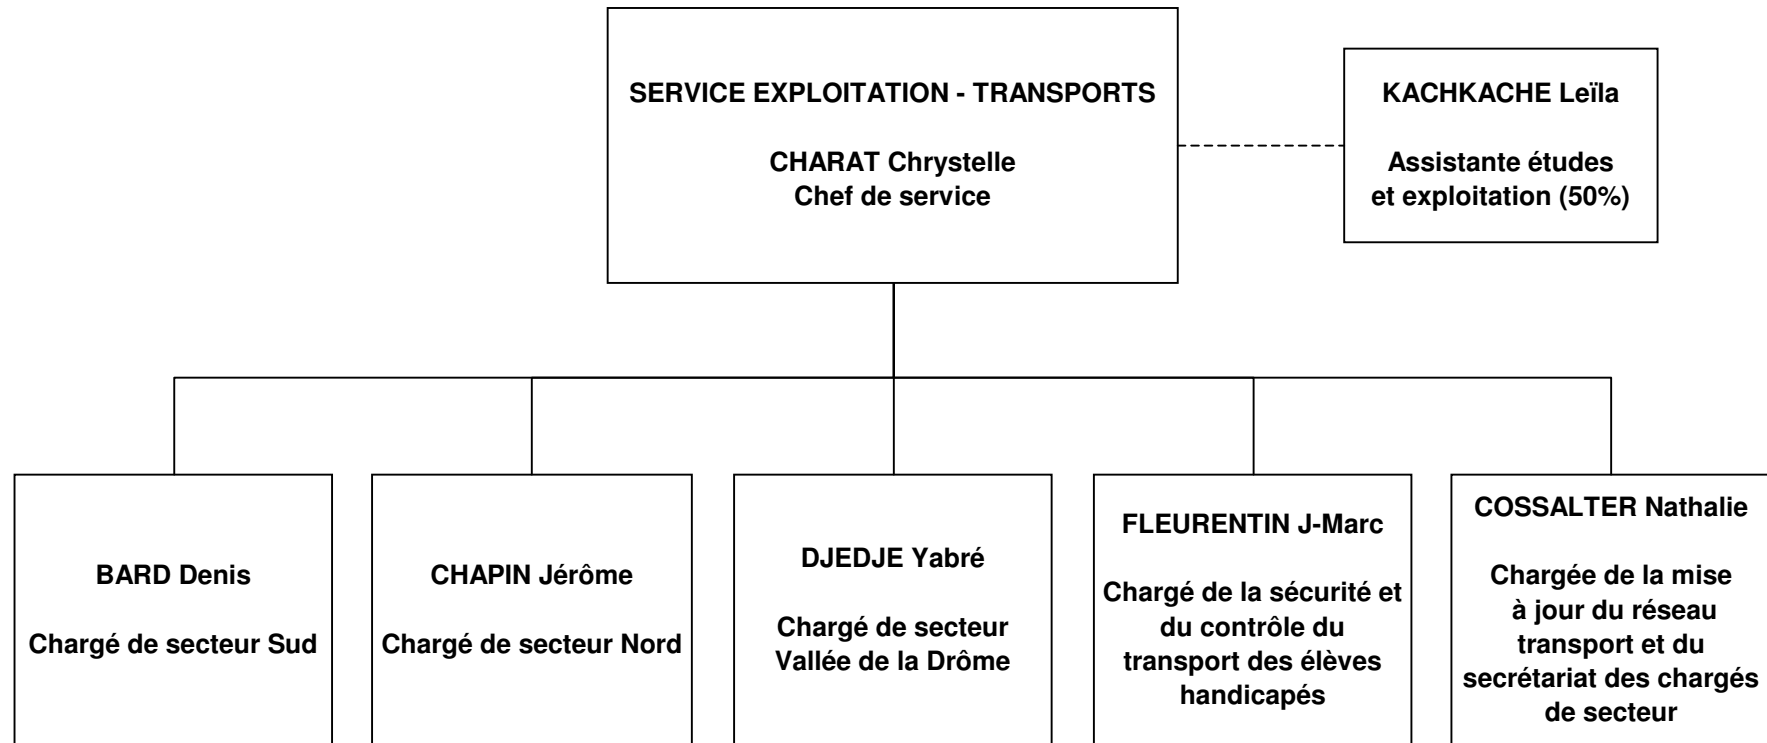 SERVICE EXPLOITATION - TRANSPORTS
CHARAT Chrystelle
Chef de service
KACHKACHE Leïla
Assistante études
et exploitation (50%)
BARD Denis
Chargé de secteur Sud
CHAPIN Jérôme
Chargé de secteur Nord
DJEDJE Yabré
Chargé de secteur
Vallée de la Drôme
FLEURENTIN J-Marc
Chargé de la sécurité et
du contrôle du
transport des élèves
handicapés
COSSALTER Nathalie
Chargée de la mise
à jour du réseau
transport et du
secrétariat des chargés
de secteur